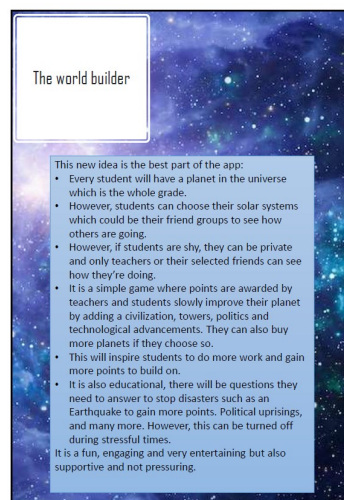 The world builder
This new idea is the best part of the app:
• Every student will have a planet in the universe
which is the whole grade.
• However, students can choose their solar systems
which could be their friend groups to see how
others are going.
• However, if students are shy, they can be private
and only teachers or their selected friends can see
how they're doing.
• It is a simple game where points are awarded by
teachers and students slowly improve their planet
by adding a civilization, towers, politics and
technological advancements. They can also buy
more planets if they choose so.
• This will inspire students to do more work and gain
more points to build on.
• It is also educational, there will be questions they
need to answer to stop disasters such as an
Earthquake to gain more points. Political uprisings,
and many more. However, this can be turned off
during stressful times.
It is a fun, engaging and very entertaining but also
supportive and not pressuring.